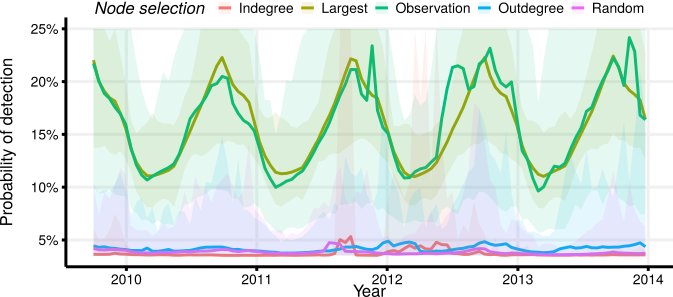 Node selection Indegree Largest Observation Outdegree Random
Probability of detection
25%
20%
15%
10%
5%
2010 2011 2012 2013 2014
Year